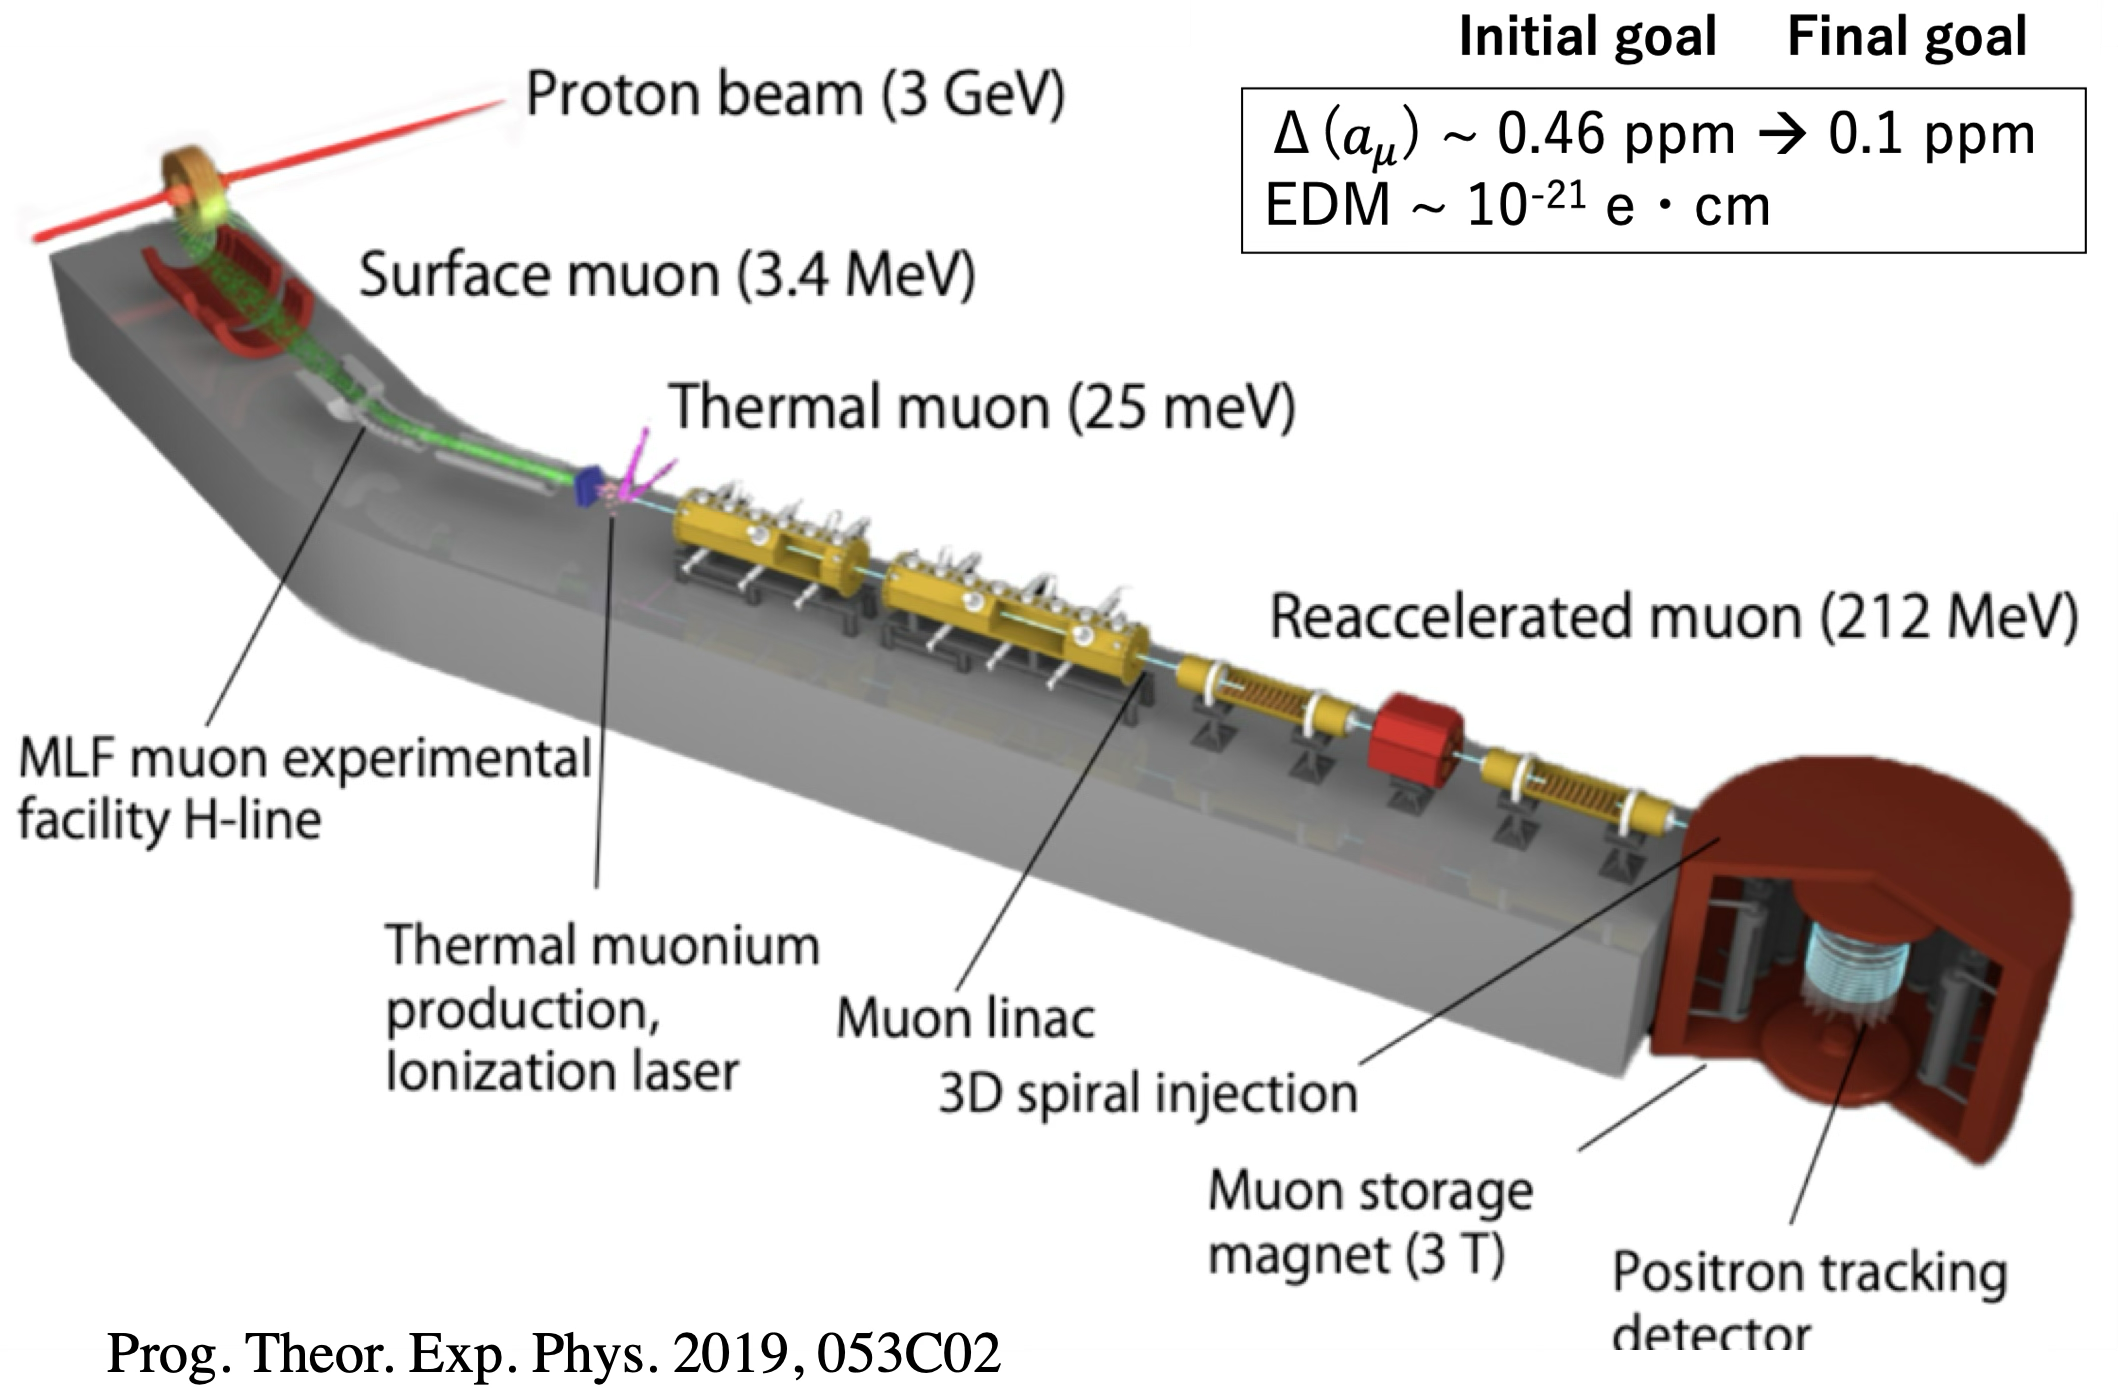 Initial goal Final goal
Proton beam (3 GeV)
Δ (aμ) ~ 0.46 ppm → 0.1 ppm
EDM ~ 10⁻²¹ e・cm
Surface muon (3.4 MeV)
Thermal muon (25 meV)
Reaccelerated muon (212 MeV)
MLF muon experimental
facility H-line
Thermal muonium
production,
Ionization laser
Muon linac
3D spiral injection
Muon storage
magnet (3 T)
Positron tracking
detector
Prog. Theor. Exp. Phys. 2019, 053C02